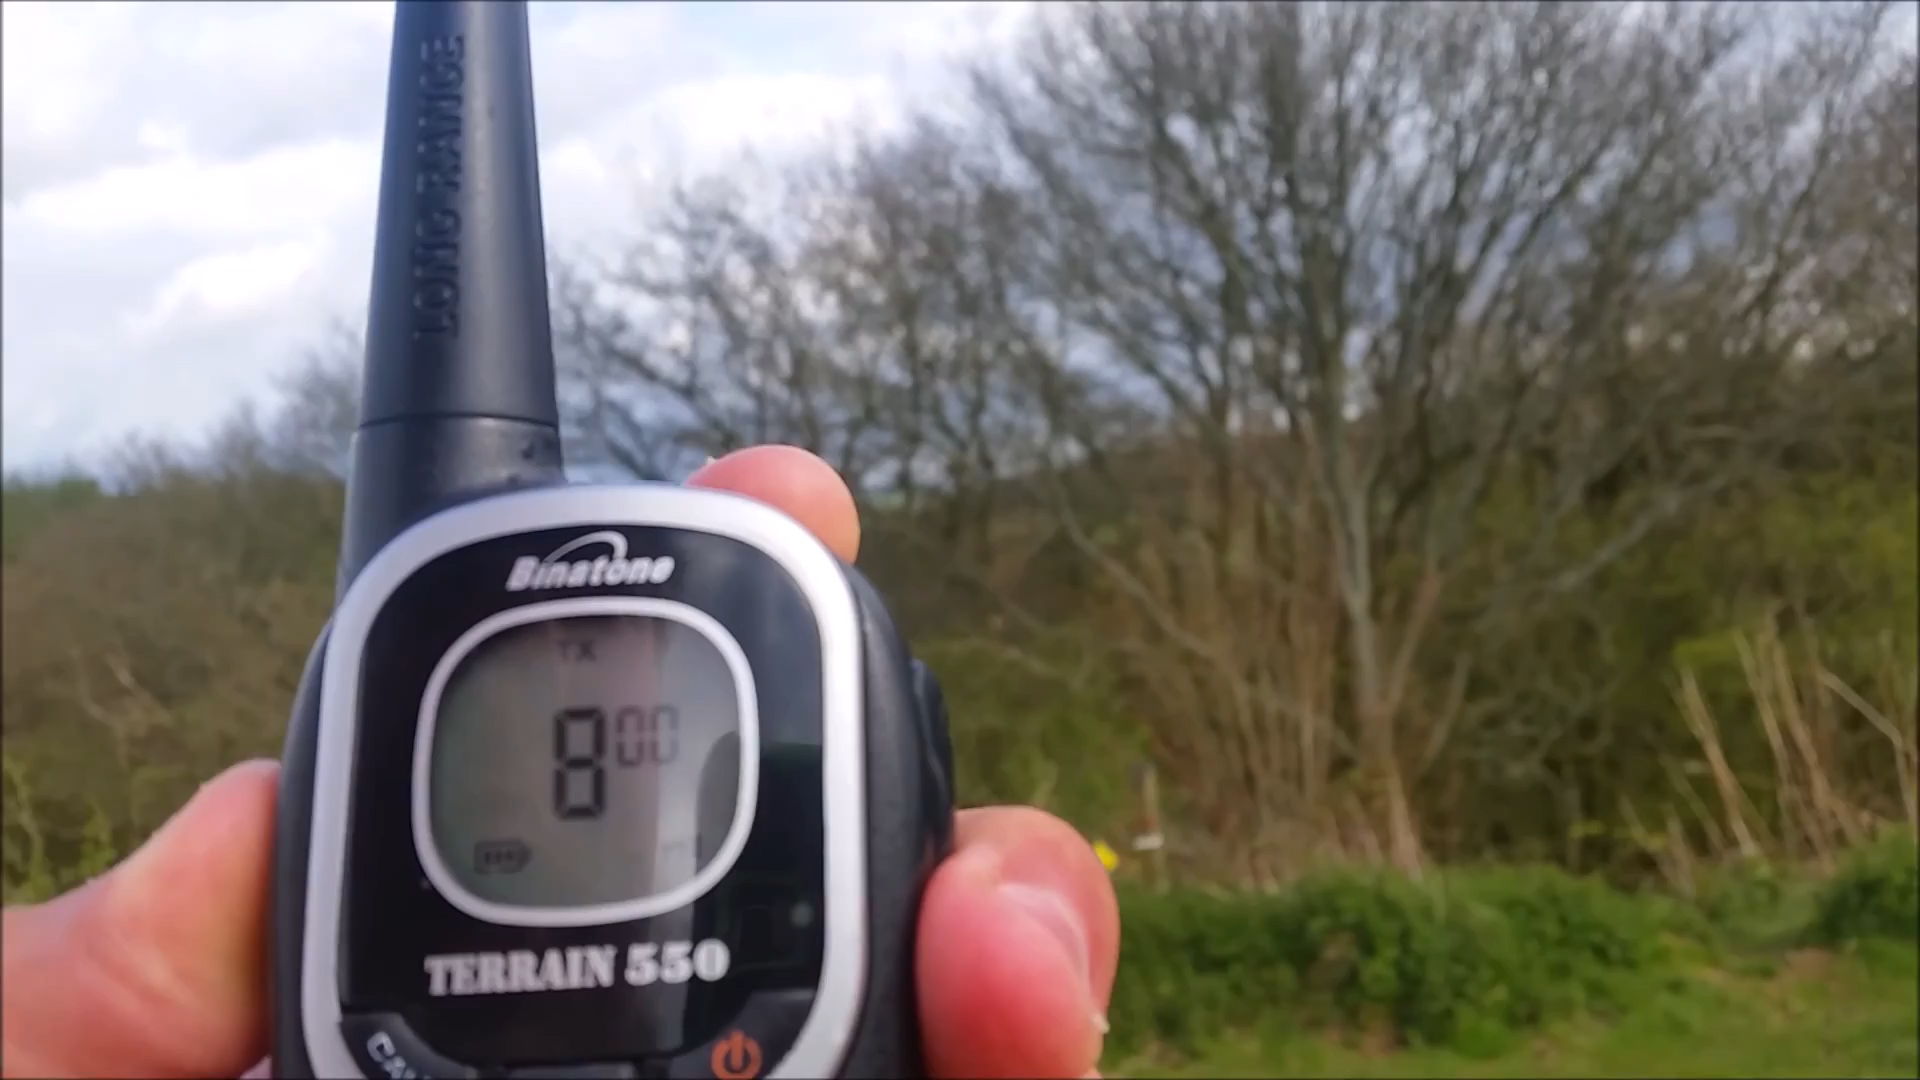 LONG RANGE
Binatone
TX
8 00
TERRAIN 550